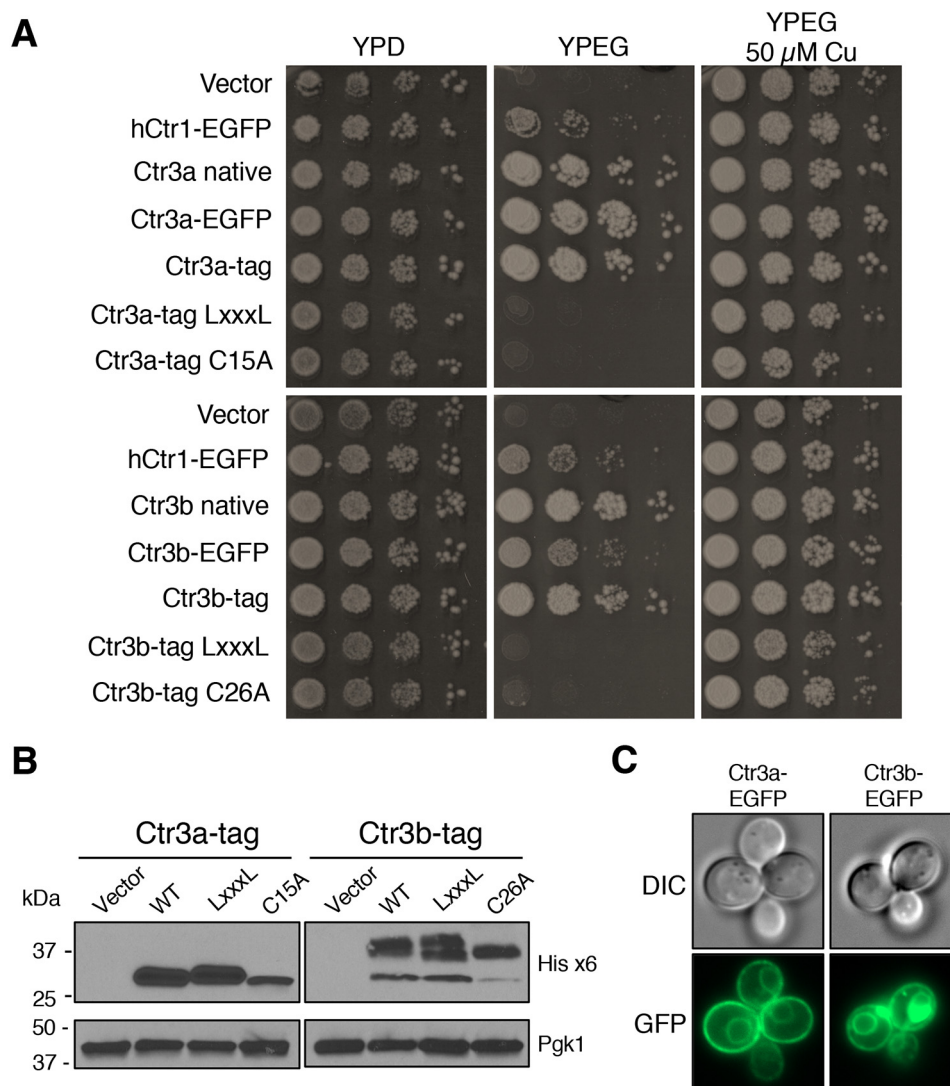 A
YPD
YPEG
YPEG
50 µM Cu
Vector
hCtr1-EGFP
Ctr3a native
Ctr3a-EGFP
Ctr3a-tag
Ctr3a-tag LxxxL
Ctr3a-tag C15A
Vector
hCtr1-EGFP
Ctr3b native
Ctr3b-EGFP
Ctr3b-tag
Ctr3b-tag LxxxL
Ctr3b-tag C26A
B
Ctr3a-tag
Ctr3b-tag
kDa
Vector
WT
LxxxL
C15A
Vector
WT
LxxxL
C26A
37 -
25 -
His x6
50 -
37 -
Pgk1
C
Ctr3a-
EGFP
Ctr3b-
EGFP
DIC
GFP